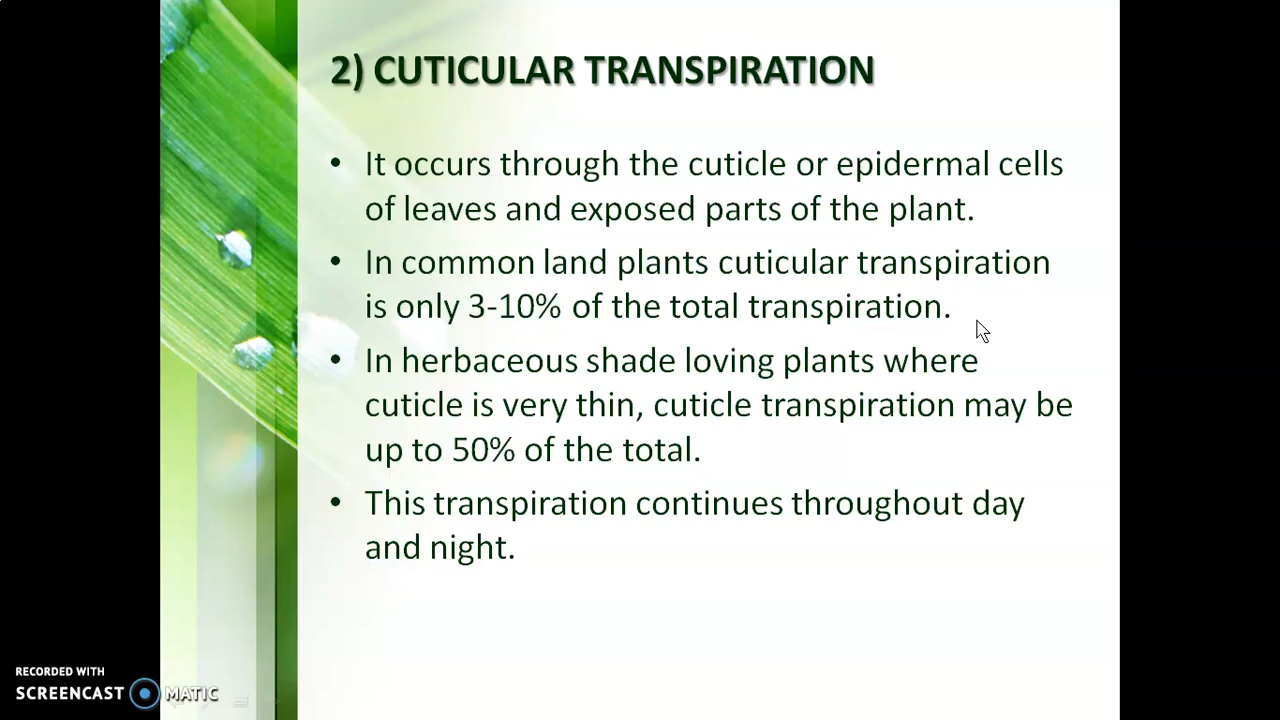 2) CUTICULAR TRANSPIRATION
• It occurs through the cuticle or epidermal cells
of leaves and exposed parts of the plant.
• In common land plants cuticular transpiration
is only 3-10% of the total transpiration.
• In herbaceous shade loving plants where
cuticle is very thin, cuticle transpiration may be
up to 50% of the total.
• This transpiration continues throughout day
and night.
RECORDED WITH
SCREENCAST MATIC